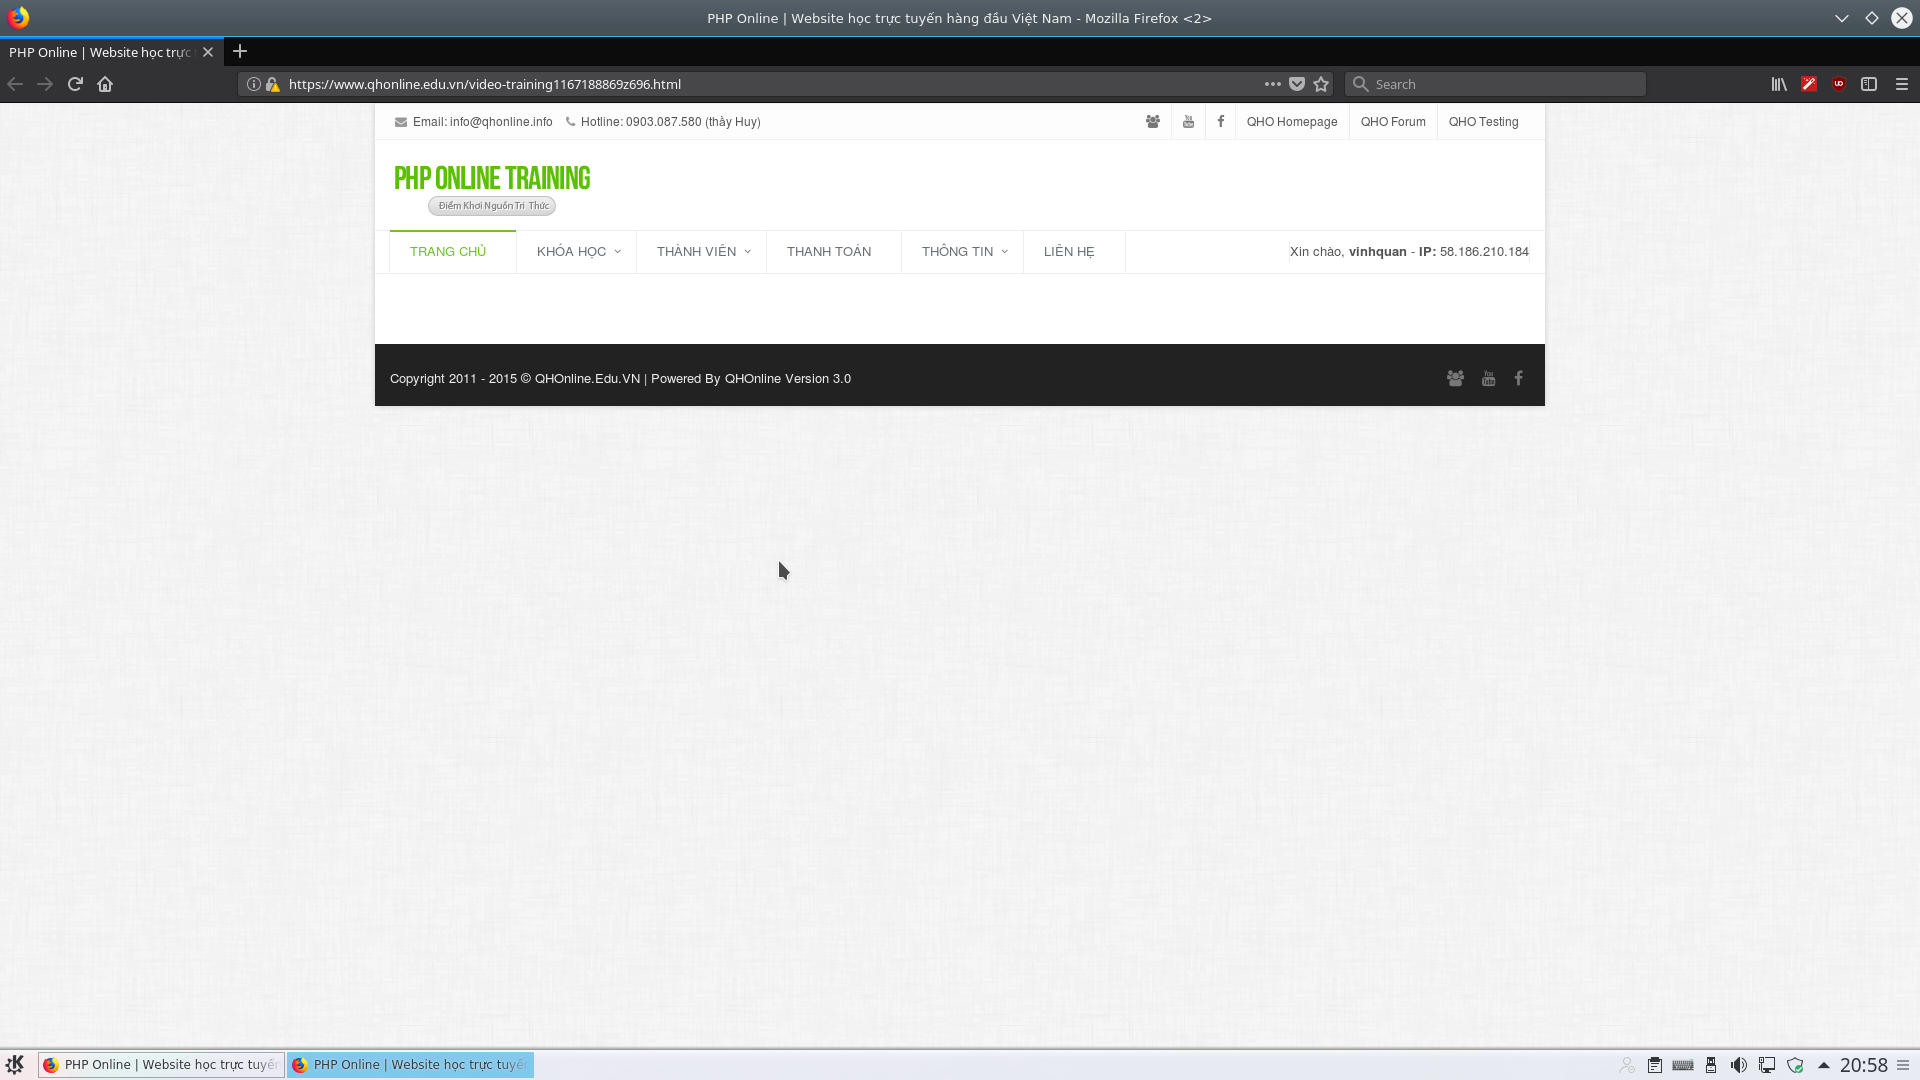 PHP Online | Website học trực tuyến hàng đầu Việt Nam - Mozilla Firefox <2>
PHP Online | Website học trực
https://www.qhonline.edu.vn/video-training1167188869z696.html
Search
Email: info@qhonline.info Hotline: 0903.087.580 (thầy Huy)
QHO Homepage QHO Forum QHO Testing
PHP ONLINE TRAINING
Điểm Khơi Nguồn Tri Thức
TRANG CHỦ KHÓA HỌC THÀNH VIÊN THANH TOÁN THÔNG TIN LIÊN HỆ
Xin chào, vinhquan - IP: 58.186.210.184
Copyright 2011 - 2015 © QHOnline.Edu.VN | Powered By QHOnline Version 3.0
You Tube
PHP Online | Website học trực tuyến
PHP Online | Website học trực tuyến
20:58